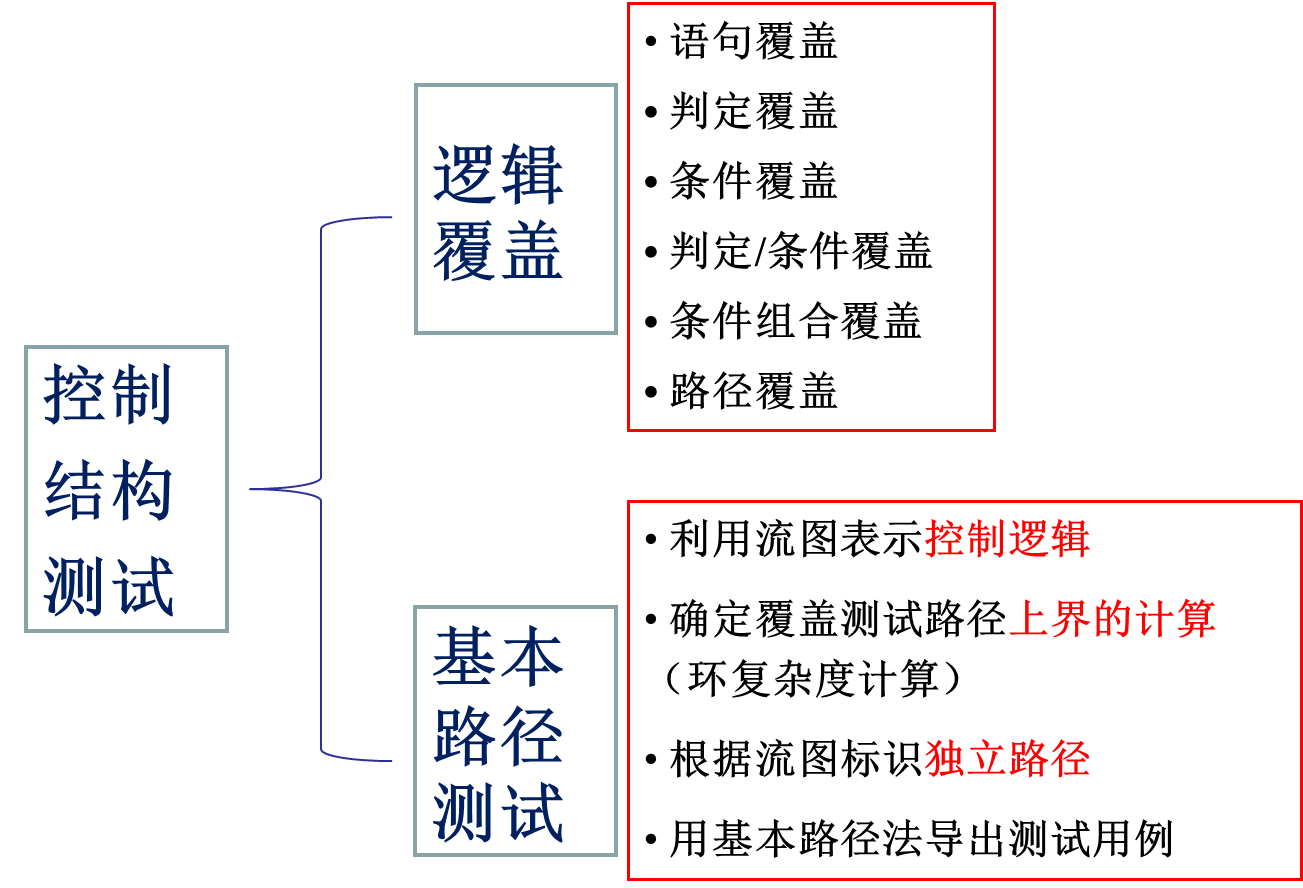 控制
结构
测试
逻辑
覆盖
• 语句覆盖
• 判定覆盖
• 条件覆盖
• 判定/条件覆盖
• 条件组合覆盖
• 路径覆盖
基本
路径
测试
• 利用流图表示控制逻辑
• 确定覆盖测试路径上界的计算
（环复杂度计算）
• 根据流图标识独立路径
• 用基本路径法导出测试用例